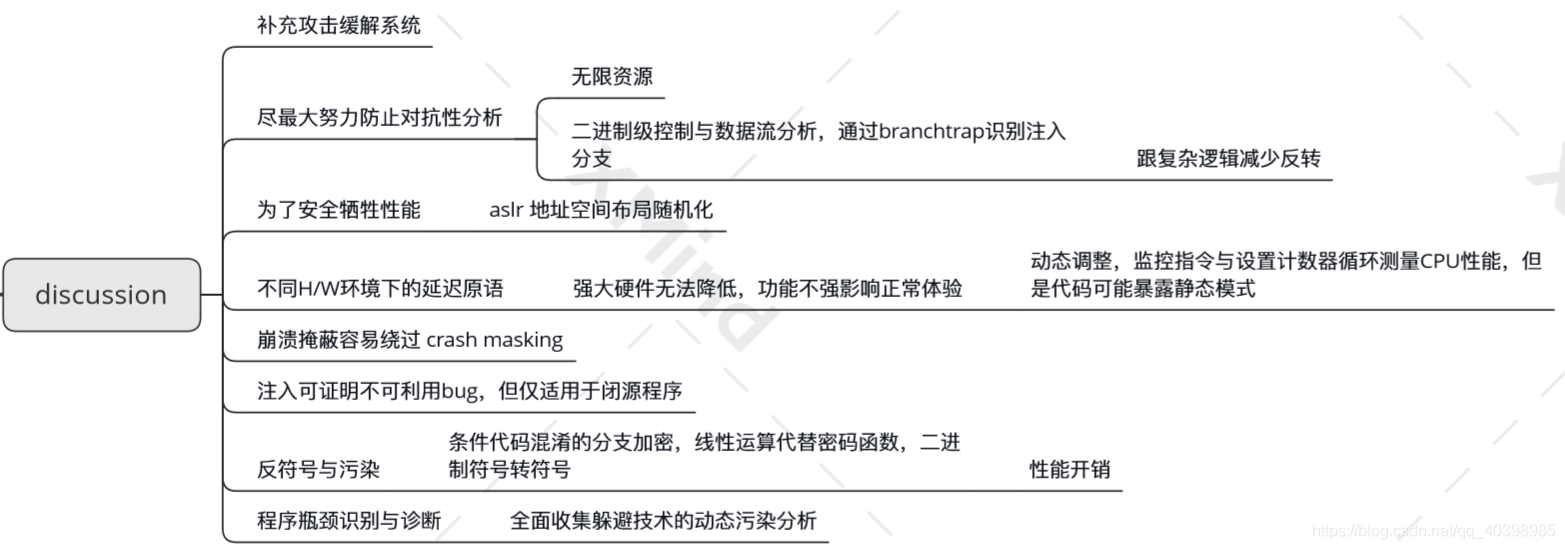 补充攻击缓解系统
无限资源
尽最大努力防止对抗性分析
二进制级控制与数据流分析，通过branchtrap识别注入
分支
跟复杂逻辑减少反转
为了安全牺牲性能
aslr 地址空间布局随机化
discussion
不同H/W环境下的延迟原语
强大硬件无法降低，功能不强影响正常体验
动态调整，监控指令与设置计数器循环测量CPU性能，但
是代码可能暴露静态模式
崩溃掩蔽容易绕过 crash masking
注入可证明不可利用bug，但仅适用于闭源程序
反符号与污染
条件代码混淆的分支加密，线性运算代替密码函数，二进
制符号转符号
性能开销
程序瓶颈识别与诊断
全面收集躲避技术的动态污染分析
XMind
https://blog.csdn.net/qq_40398985